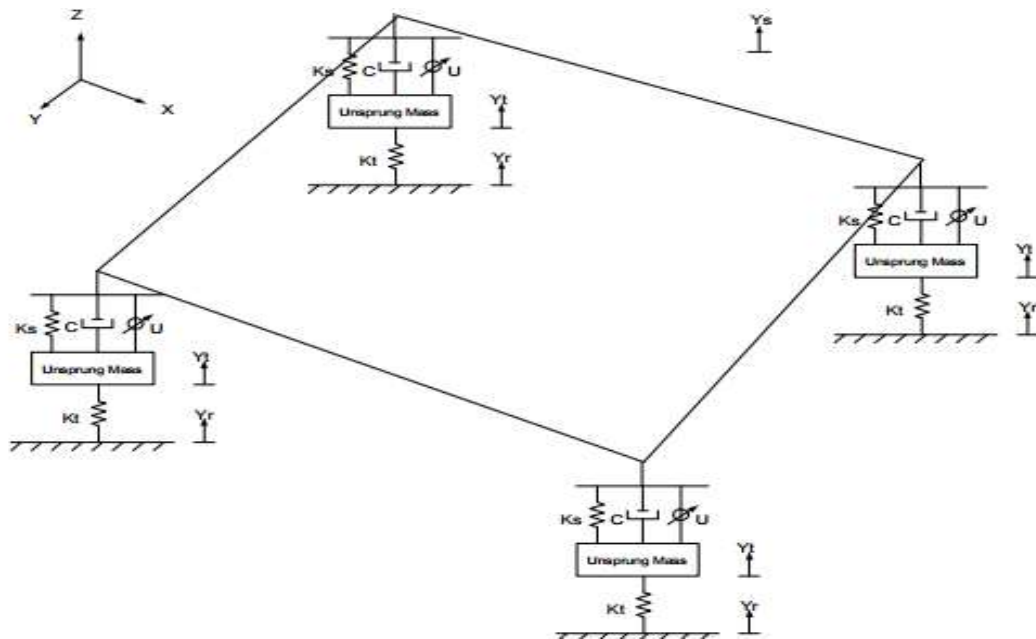 Z
Y
X
Ys
Ks C U
Unsprung Mass
Yt
Kt
Yr
Ks C U
Unsprung Mass
Yt
Kt
Yr
Ks C U
Unsprung Mass
Yt
Kt
Yr
Ks C U
Unsprung Mass
Yt
Kt
Yr